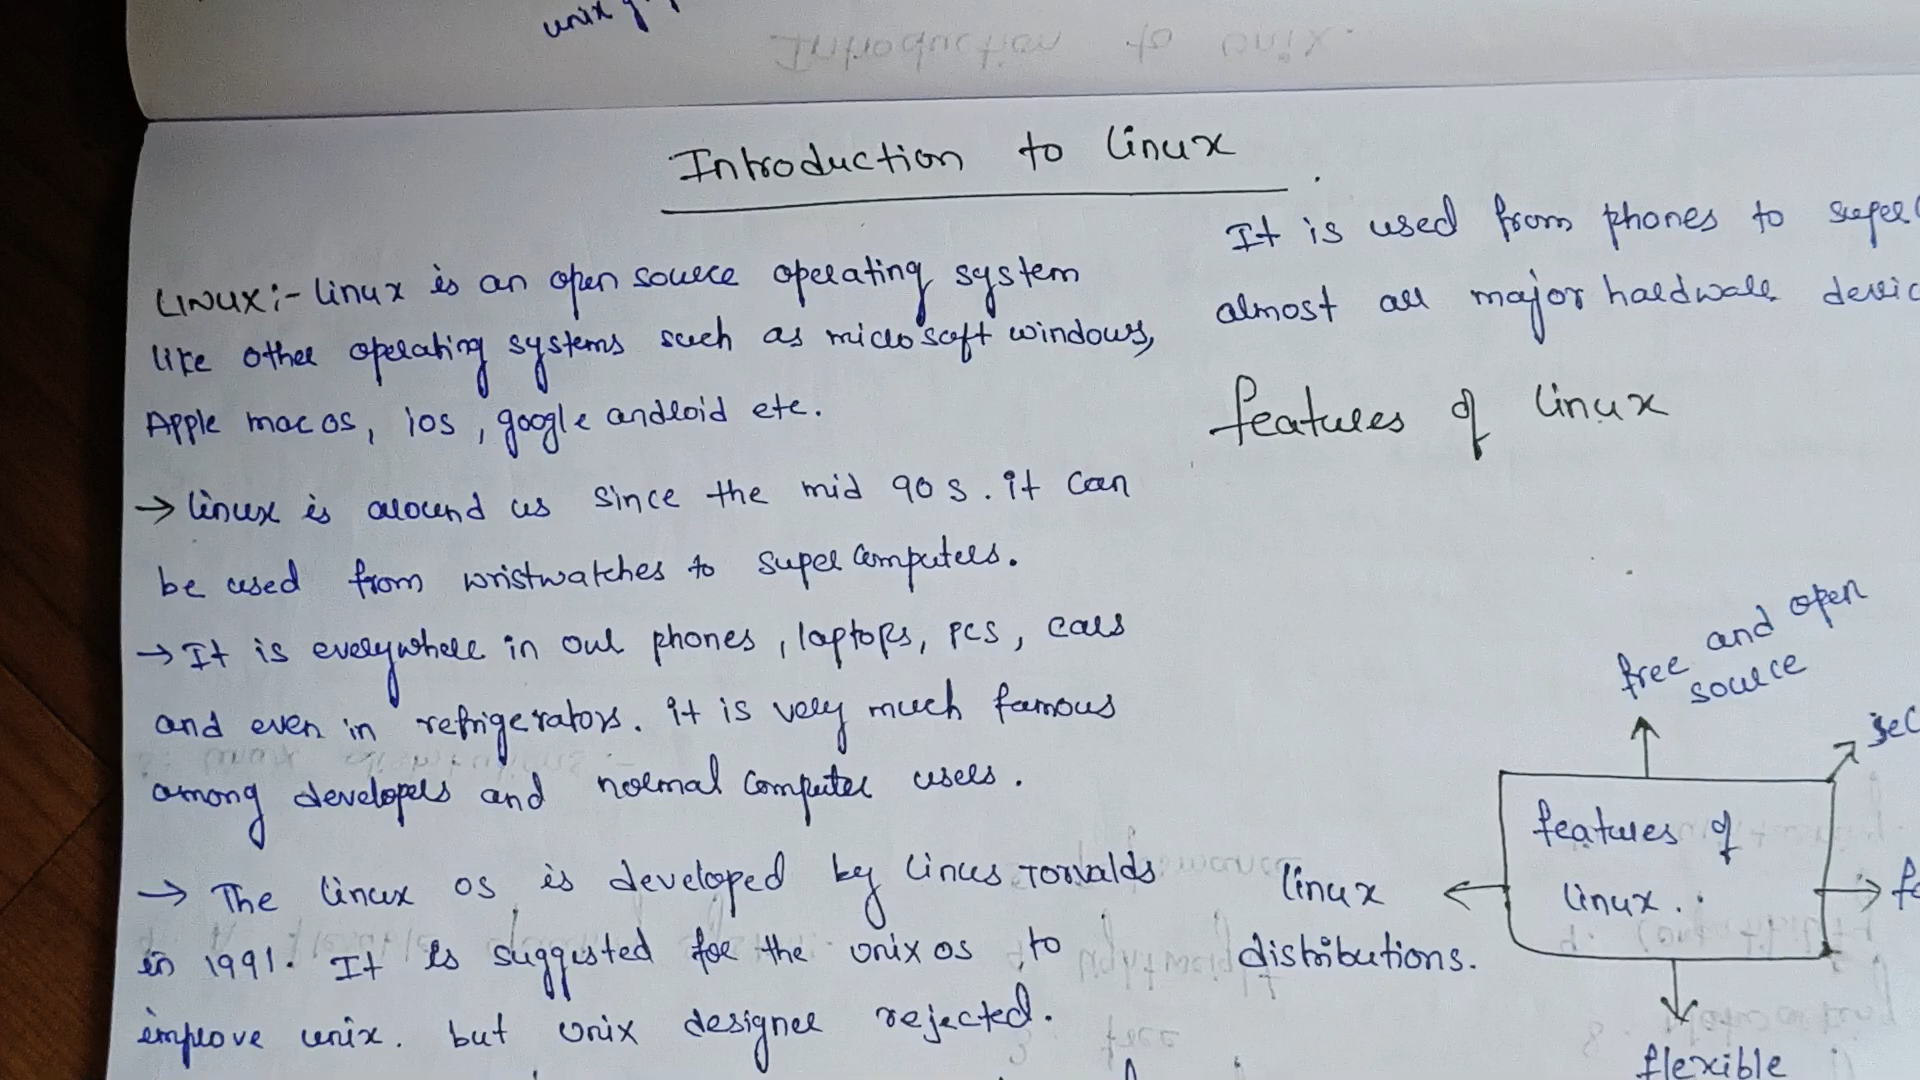 unix
Introduction to linux
LINUX:- linux is an open source operating system
like other operating systems such as microsoft windows,
Apple mac os, ios, google android etc.
→ linux is around us since the mid 90s. it can
be used from wristwatches to super computers.
→ It is everywhere in our phones, laptops, pcs, cars
and even in refrigerators. it is very much famous
among developers and normal computer users.
→ The linux os is developed by linus Torvalds
in 1991. It is suggested for the unix os to
improve unix. but unix designer rejected.
It is used from phones to super
almost all major hardware devic
features of linux
free and open
source
sec
features of
linux.
linux
distributions.
flexible